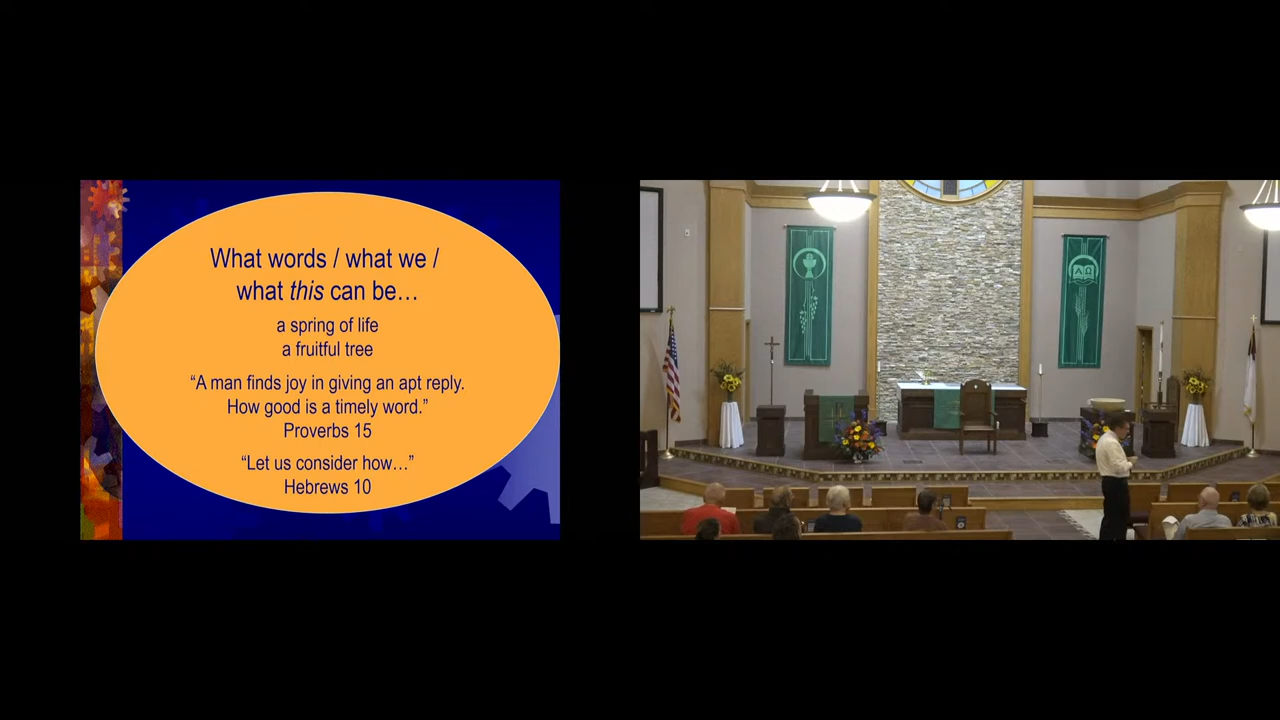 What words / what we /
what this can be…
a spring of life
a fruitful tree
“A man finds joy in giving an apt reply.
How good is a timely word.”
Proverbs 15
“Let us consider how…”
Hebrews 10
ΑΩ